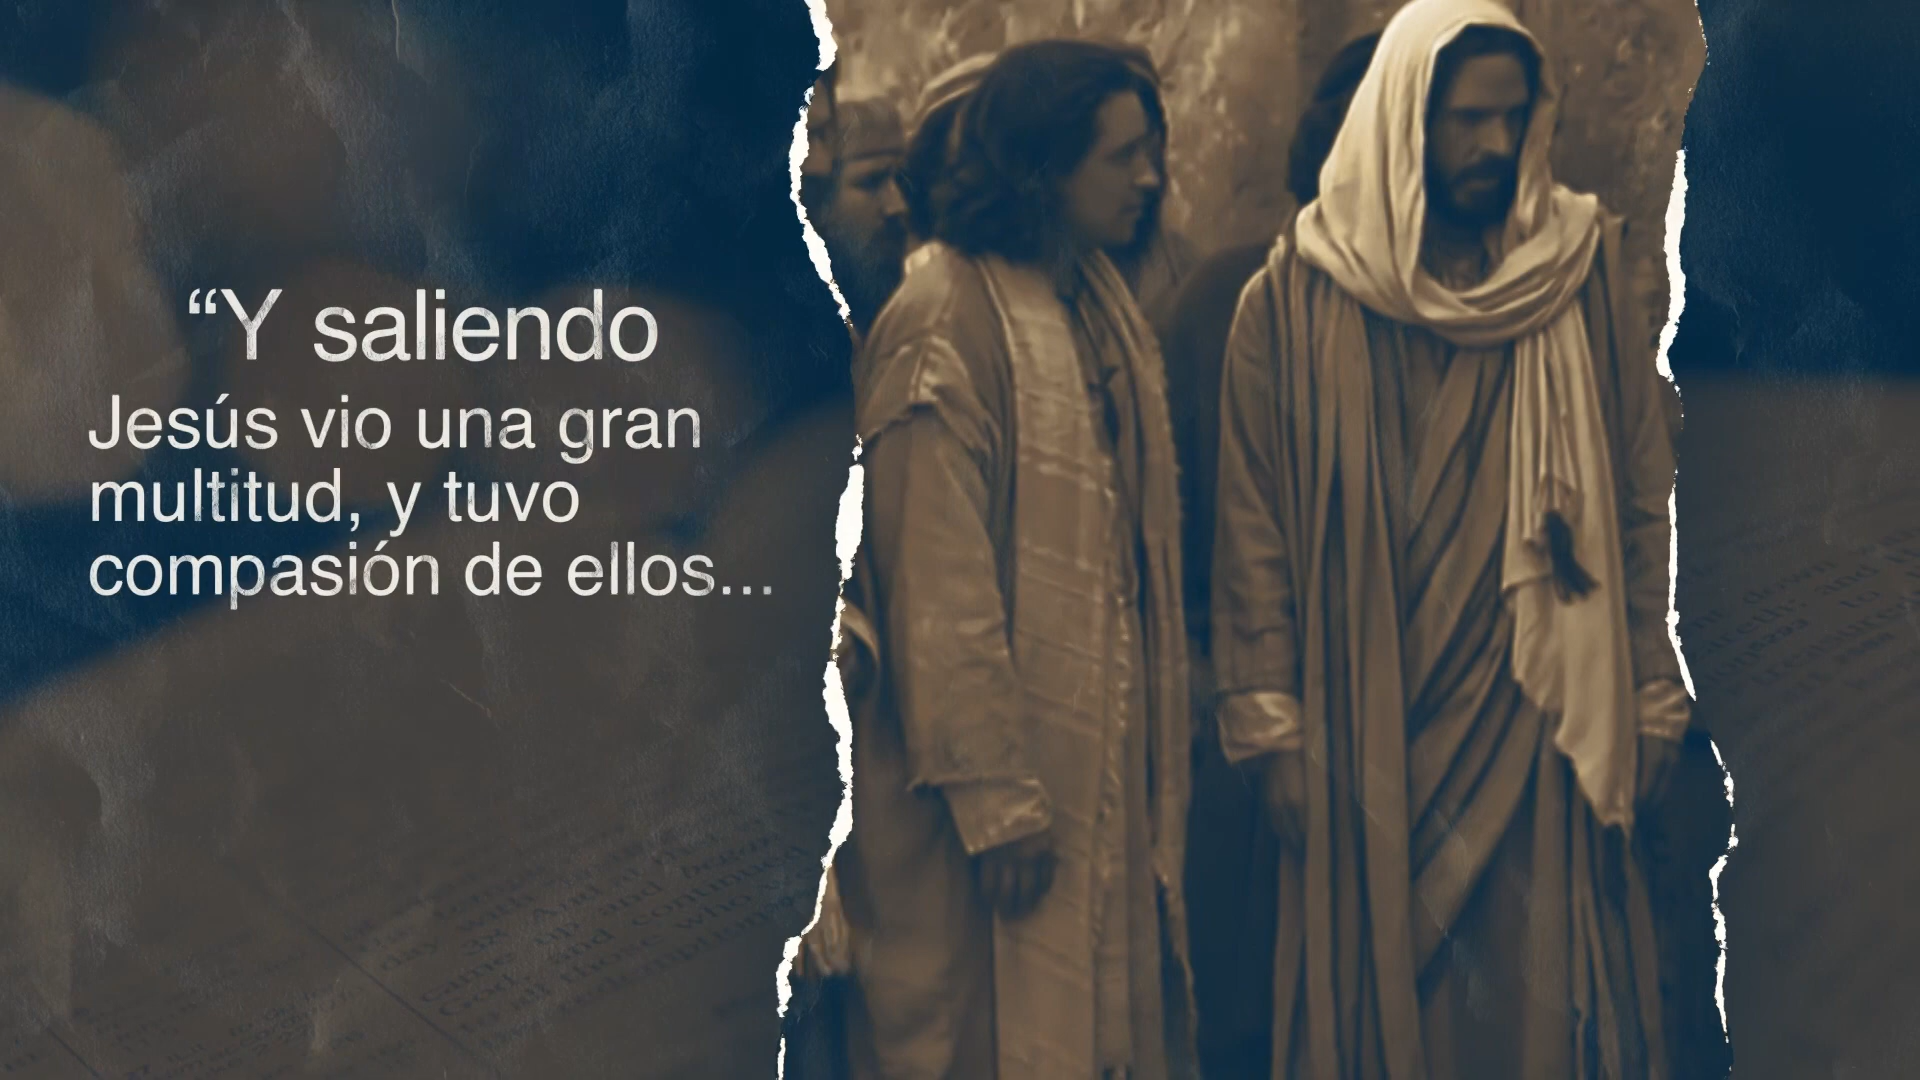 “Y saliendo
Jesús vio una gran
multitud, y tuvo
compasión de ellos...